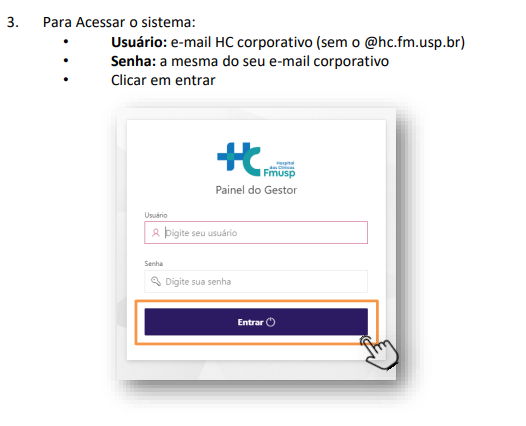 3. Para Acessar o sistema:
• Usuário: e-mail HC corporativo (sem o @hc.fm.usp.br)
• Senha: a mesma do seu e-mail corporativo
• Clicar em entrar
HC
Hospital
das Clínicas
Fmusp
Painel do Gestor
Usuário
Digite seu usuário
Senha
Digite sua senha
Entrar